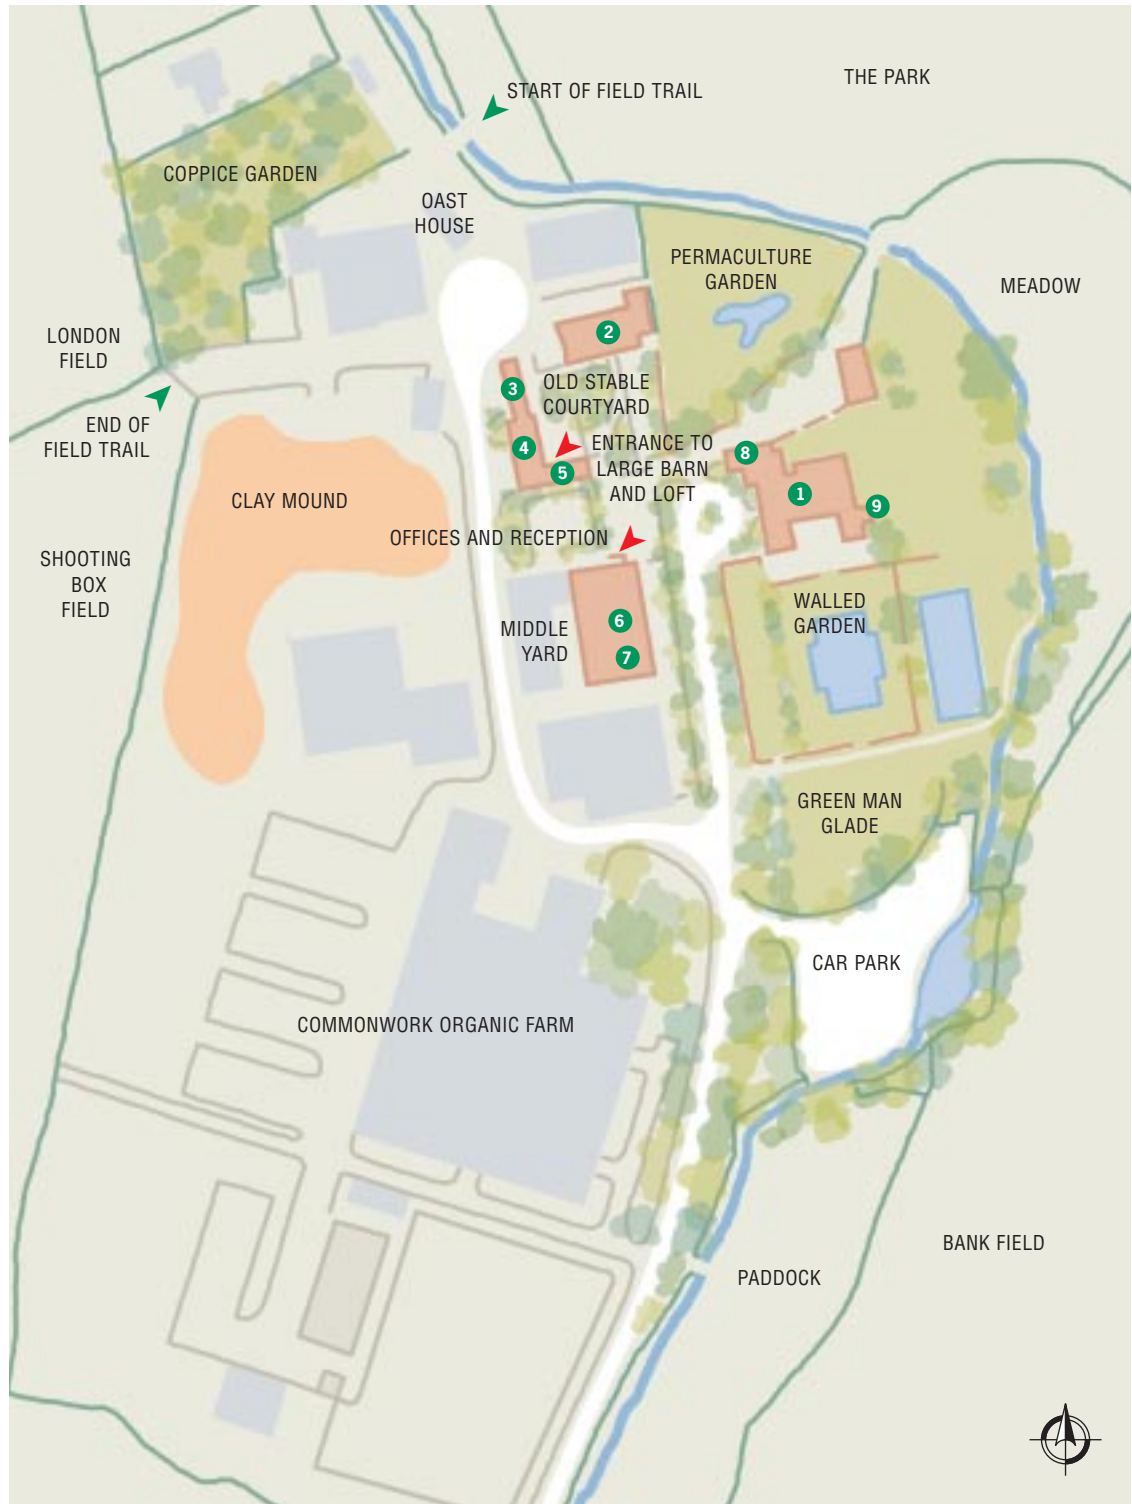 THE PARK
START OF FIELD TRAIL
COPPICE GARDEN
OAST
HOUSE
PERMACULTURE
GARDEN
MEADOW
LONDON
FIELD
2
3
OLD STABLE
COURTYARD
END OF
FIELD TRAIL
4
5
ENTRANCE TO
LARGE BARN
AND LOFT
8
1
9
CLAY MOUND
OFFICES AND RECEPTION
SHOOTING
BOX
FIELD
MIDDLE
YARD
6
7
WALLED
GARDEN
GREEN MAN
GLADE
CAR PARK
COMMONWORK ORGANIC FARM
BANK FIELD
PADDOCK